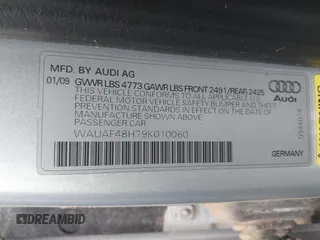 MFD BY AUDI AG
01/09 GVWR LBS 4773 GAWR LBS FRONT 2491/REAR 2425
THIS VEHICLE CONFORMS TO ALL APPLICABLE U.S.
FEDERAL MOTOR VEHICLE SAFETY BUMPER AND THEFT
PREVENTION STANDARDS IN EFFECT ON THE DATE OF
MANUFACTURE SHOWN ABOVE
PASSENGER CAR
WAUAF48H79K010060
Audi
GERMANY
DREAMBID